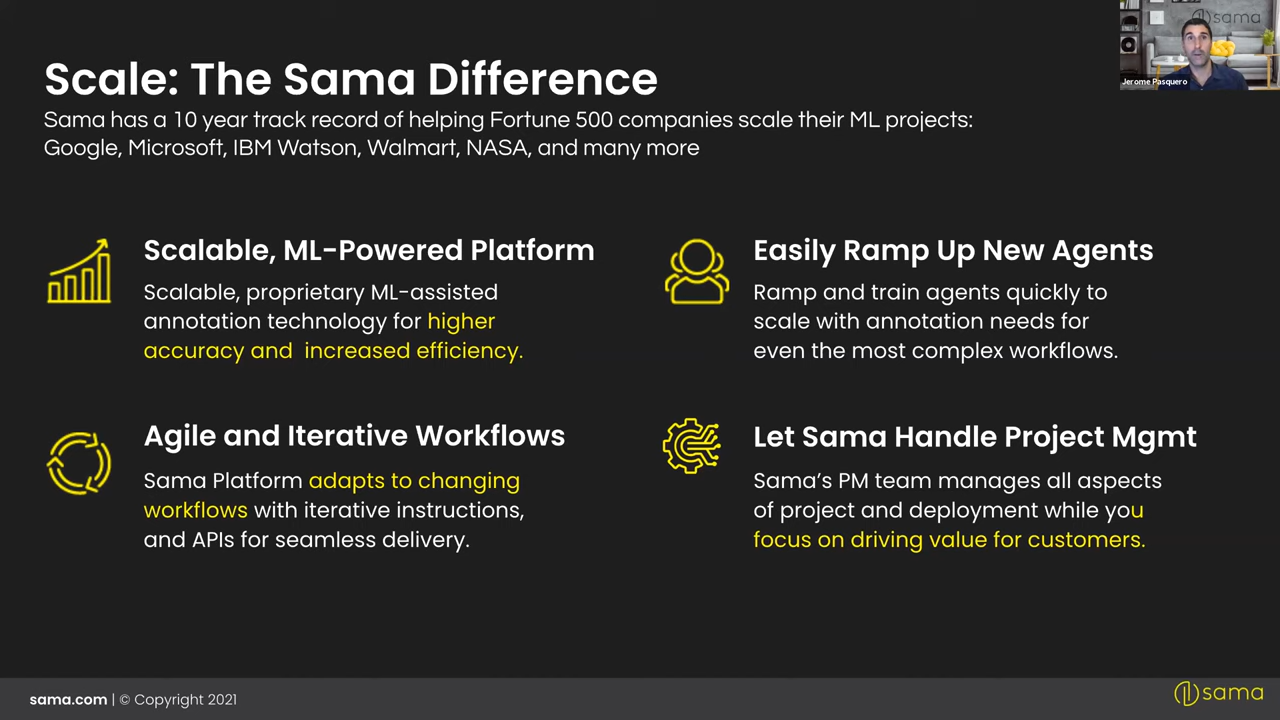 sama
Jerome Pasquero
Scale: The Sama Difference
Sama has a 10 year track record of helping Fortune 500 companies scale their ML projects:
Google, Microsoft, IBM Watson, Walmart, NASA, and many more
Scalable, ML-Powered Platform
Scalable, proprietary ML-assisted
annotation technology for higher
accuracy and  increased efficiency.
Easily Ramp Up New Agents
Ramp and train agents quickly to
scale with annotation needs for
even the most complex workflows.
Agile and Iterative Workflows
Sama Platform adapts to changing
workflows with iterative instructions,
and APIs for seamless delivery.
Let Sama Handle Project Mgmt
Sama’s PM team manages all aspects
of project and deployment while you
focus on driving value for customers.
sama.com | © Copyright 2021
sama